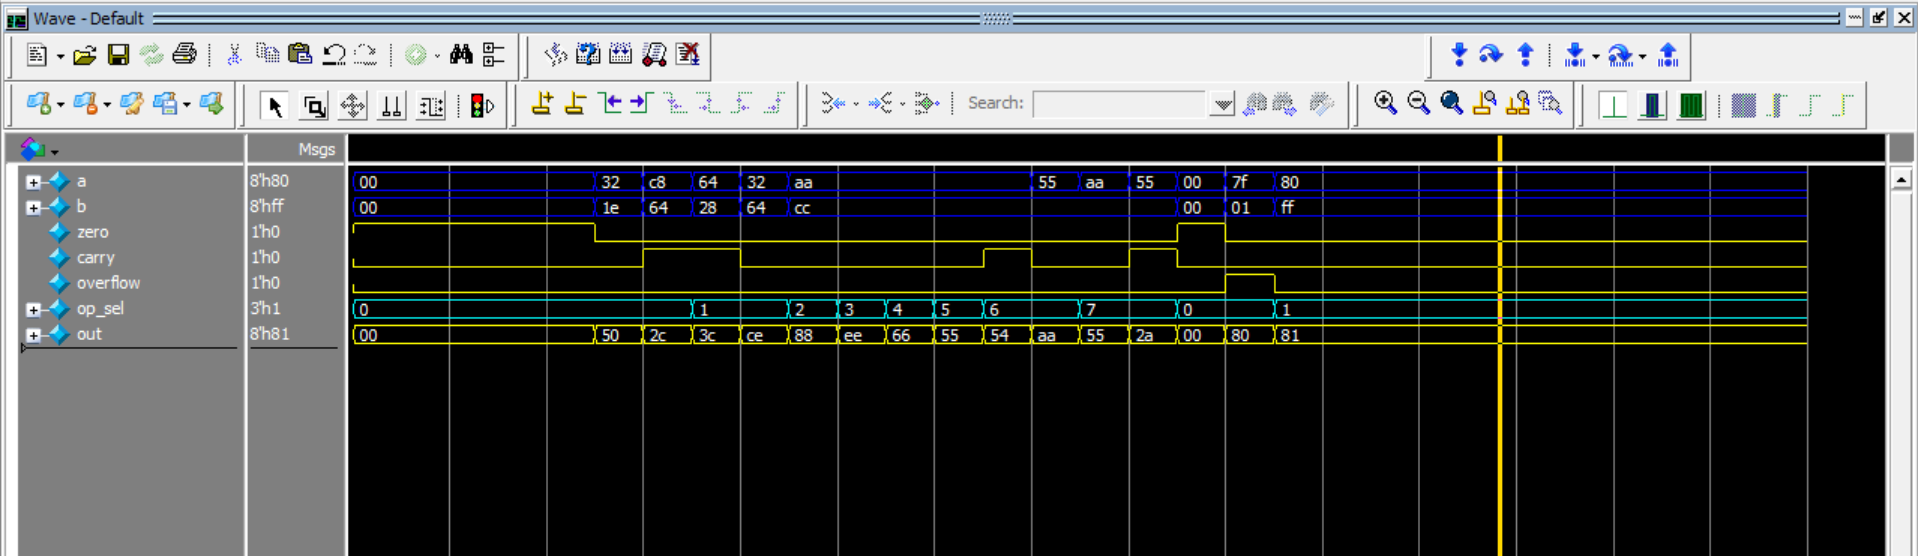 Wave - Default
Search:
Msgs
a 8'h80 00 32 c8 64 32 aa 55 aa 55 00 7f 80
b 8'hff 00 1e 64 28 64 cc 00 01 ff
zero 1'h0
carry 1'h0
overflow 1'h0
op_sel 3'h1 0 1 2 3 4 5 6 7 0 1
out 8'h81 00 50 2c 3c ce 88 ee 66 55 54 aa 55 2a 00 80 81